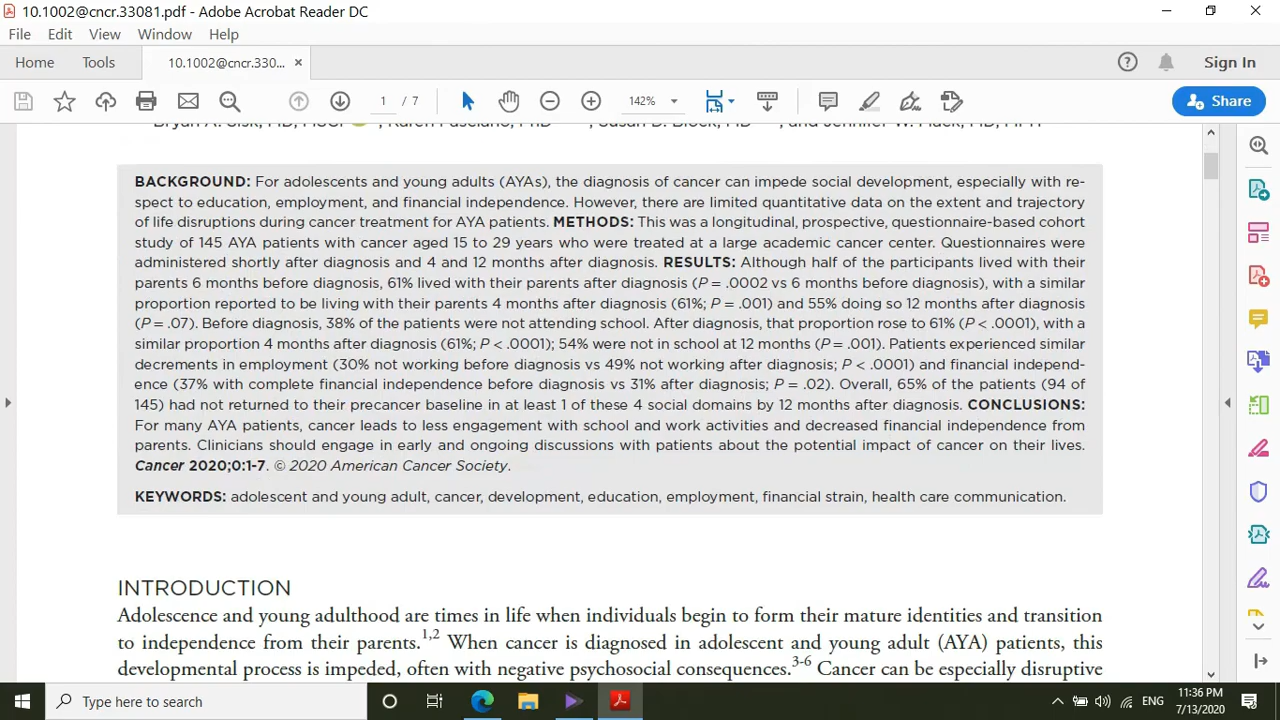 10.1002@cncr.33081.pdf - Adobe Acrobat Reader DC
File Edit View Window Help
Home Tools 10.1002@cncr.330... × Sign In
1 / 7 142% Share
Bryan A. Sisk, MD, MSCI, Karen Fasciano, MD, Susan D. Block, MD, and Jennifer W. Mack, MD, MPH
BACKGROUND: For adolescents and young adults (AYAs), the diagnosis of cancer can impede social development, especially with re-
spect to education, employment, and financial independence. However, there are limited quantitative data on the extent and trajectory
of life disruptions during cancer treatment for AYA patients. METHODS: This was a longitudinal, prospective, questionnaire-based cohort
study of 145 AYA patients with cancer aged 15 to 29 years who were treated at a large academic cancer center. Questionnaires were
administered shortly after diagnosis and 4 and 12 months after diagnosis. RESULTS: Although half of the participants lived with their
parents 6 months before diagnosis, 61% lived with their parents after diagnosis (P = .0002 vs 6 months before diagnosis), with a similar
proportion reported to be living with their parents 4 months after diagnosis (61%; P = .001) and 55% doing so 12 months after diagnosis
(P = .07). Before diagnosis, 38% of the patients were not attending school. After diagnosis, that proportion rose to 61% (P < .0001), with a
similar proportion 4 months after diagnosis (61%; P < .0001); 54% were not in school at 12 months (P = .001). Patients experienced similar
decrements in employment (30% not working before diagnosis vs 49% not working after diagnosis; P < .0001) and financial independ-
ence (37% with complete financial independence before diagnosis vs 31% after diagnosis; P = .02). Overall, 65% of the patients (94 of
145) had not returned to their precancer baseline in at least 1 of these 4 social domains by 12 months after diagnosis. CONCLUSIONS:
For many AYA patients, cancer leads to less engagement with school and work activities and decreased financial independence from
parents. Clinicians should engage in early and ongoing discussions with patients about the potential impact of cancer on their lives.
Cancer 2020;0:1-7. © 2020 American Cancer Society.
KEYWORDS: adolescent and young adult, cancer, development, education, employment, financial strain, health care communication.
INTRODUCTION
Adolescence and young adulthood are times in life when individuals begin to form their mature identities and transition
to independence from their parents.1,2 When cancer is diagnosed in adolescent and young adult (AYA) patients, this
developmental process is impeded, often with negative psychosocial consequences.3-6 Cancer can be especially disruptive
Type here to search
ENG
11:36 PM
7/13/2020